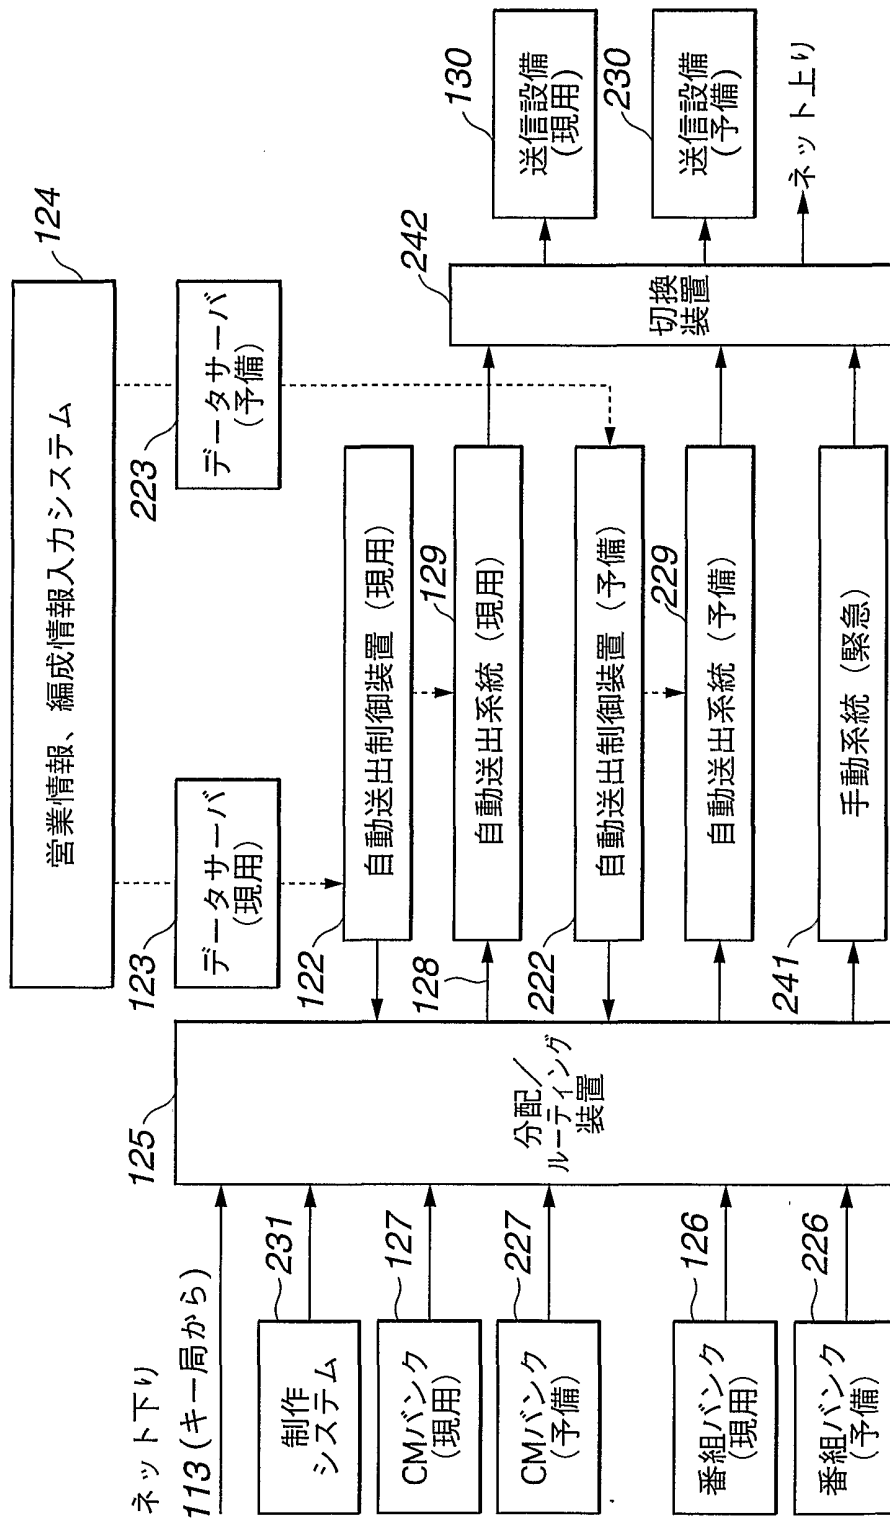 124
営業情報、編成情報入力システム
123
データサーバ
(現用)
223
データサーバ
(予備)
ネット下り
113 (キー局から)
125
分配/
ルーティング
装置
231
制作
システム
127
CMバンク
(現用)
227
CMバンク
(予備)
126
番組バンク
(現用)
226
番組バンク
(予備)
122
自動送出制御装置 (現用)
128
129
自動送出系統 (現用)
222
自動送出制御装置 (予備)
229
自動送出系統 (予備)
241
手動系統 (緊急)
242
切換
装置
130
送信設備
(現用)
230
送信設備
(予備)
ネット上り